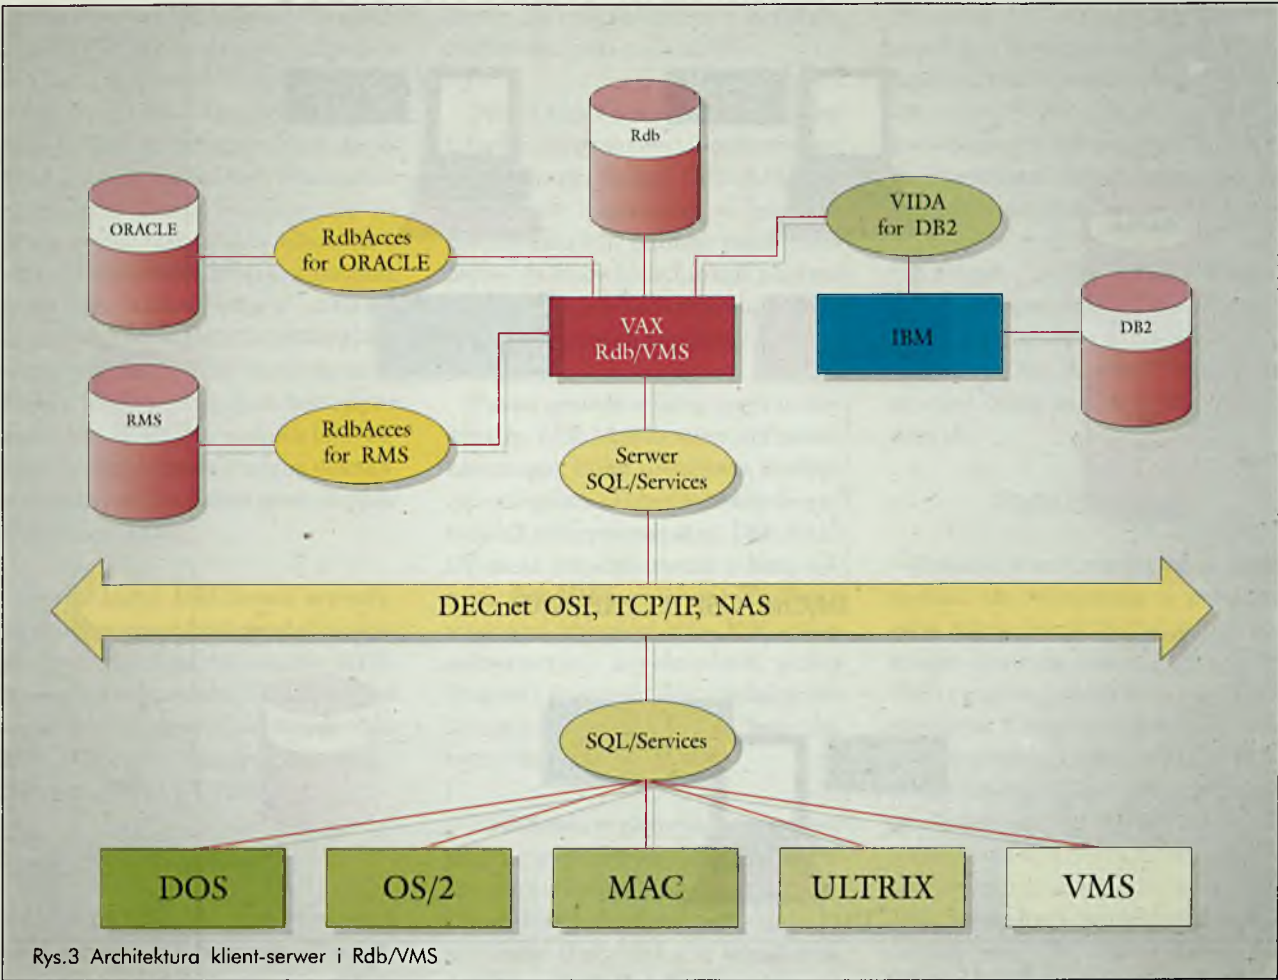 Rdb
ORACLE
RdbAcces
for ORACLE
VIDA
for DB2
VAX
Rdb/VMS
IBM
DB2
RMS
RdbAcces
for RMS
Serwer
SQL/Services
DECnet OSI, TCP/IP, NAS
SQL/Services
DOS
OS/2
MAC
ULTRIX
VMS
Rys.3 Architektura klient-serwer i Rdb/VMS